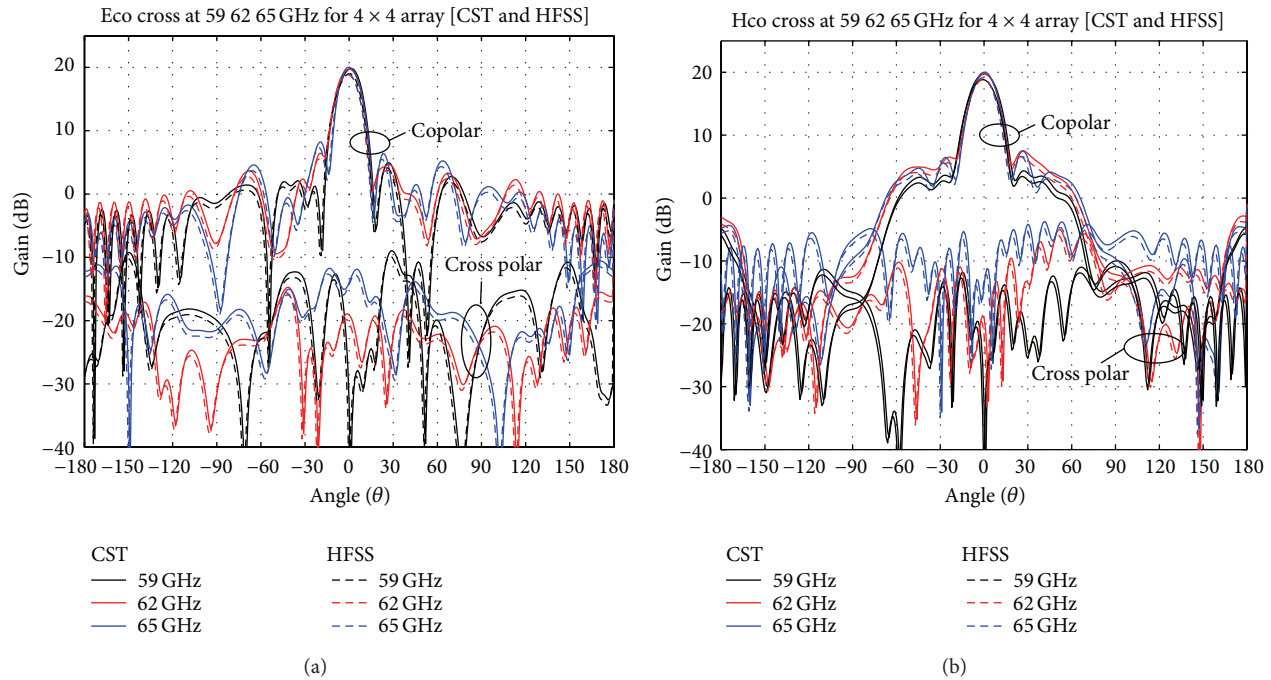 Eco cross at 59 62 65 GHz for 4 × 4 array [CST and HFSS]
20
10
0
−10
−20
−30
−40
Gain (dB)
Copolar
Cross polar
−180 −150 −120 −90 −60 −30 0 30 60 90 120 150 180
Angle (θ)
CST
59 GHz
62 GHz
65 GHz
HFSS
59 GHz
62 GHz
65 GHz
(a)
Hco cross at 59 62 65 GHz for 4 × 4 array [CST and HFSS]
20
10
0
−10
−20
−30
−40
Gain (dB)
Copolar
Cross polar
−180 −150 −120 −90 −60 −30 0 30 60 90 120 150 180
Angle (θ)
CST
59 GHz
62 GHz
65 GHz
HFSS
59 GHz
62 GHz
65 GHz
(b)